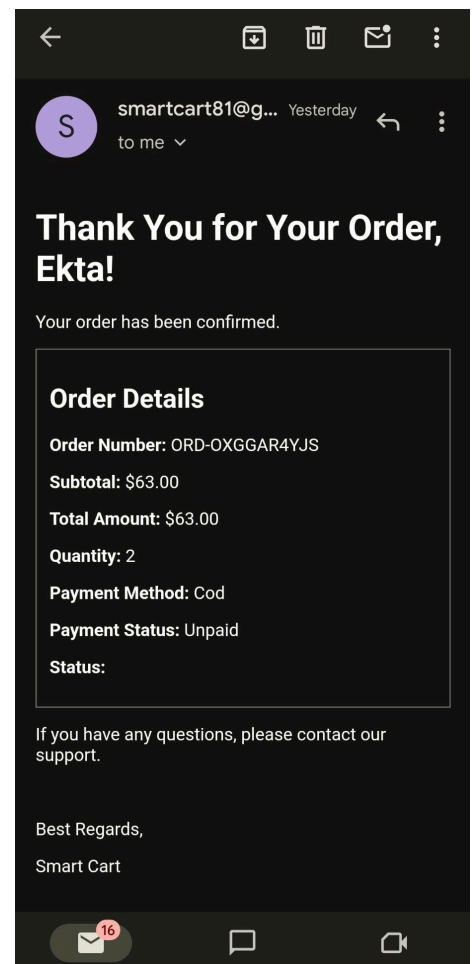 S
smartcart81@g... Yesterday
to me
Thank You for Your Order,
Ekta!
Your order has been confirmed.
Order Details
Order Number: ORD-OXGGAR4YJS
Subtotal: $63.00
Total Amount: $63.00
Quantity: 2
Payment Method: Cod
Payment Status: Unpaid
Status:
If you have any questions, please contact our
support.
Best Regards,
Smart Cart
16